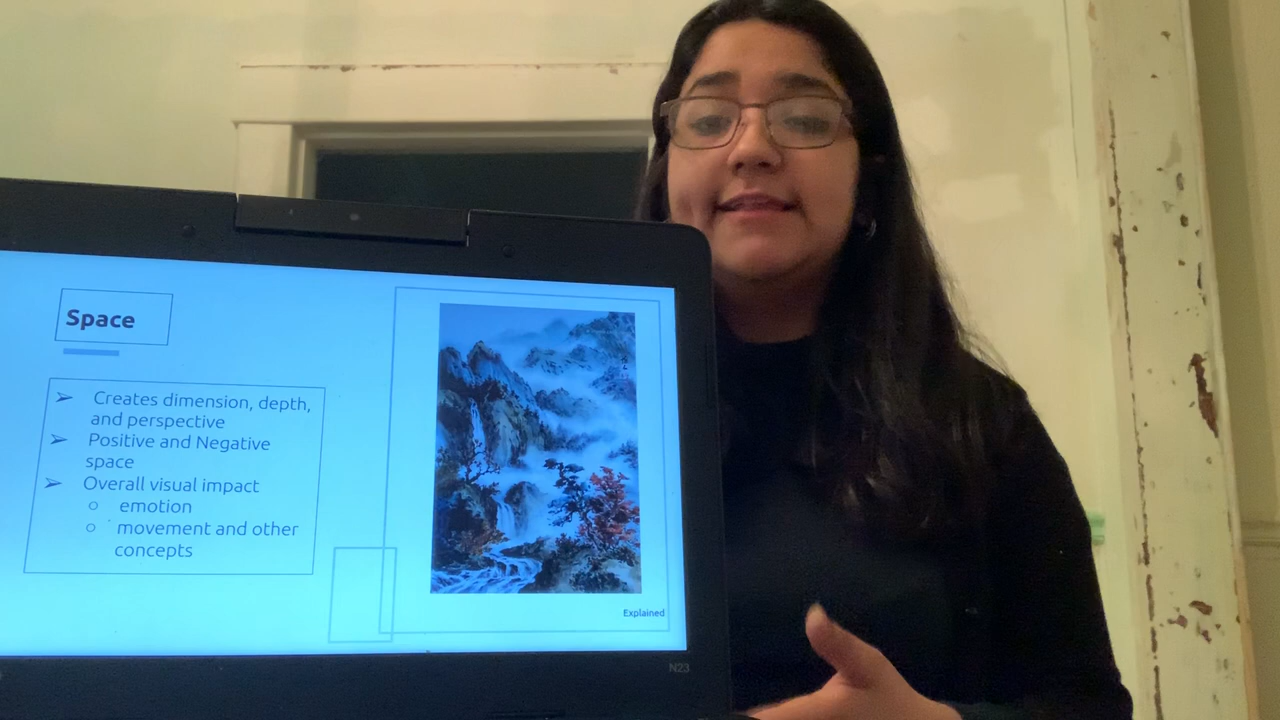 Space
➢ Creates dimension, depth,
and perspective
➢ Positive and Negative
space
➢ Overall visual impact
○ emotion
○ movement and other
concepts
Explained
N23